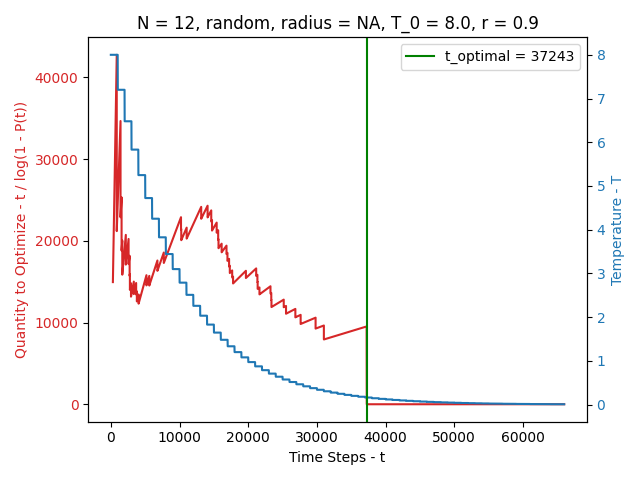 N = 12, random, radius = NA, T_0 = 8.0, r = 0.9
t_optimal = 37243
Quantity to Optimize - t / log(1 - P(t))
40000
30000
20000
10000
0
8
7
6
5
4
3
2
1
0
Temperature - T
0 10000 20000 30000 40000 50000 60000
Time Steps - t